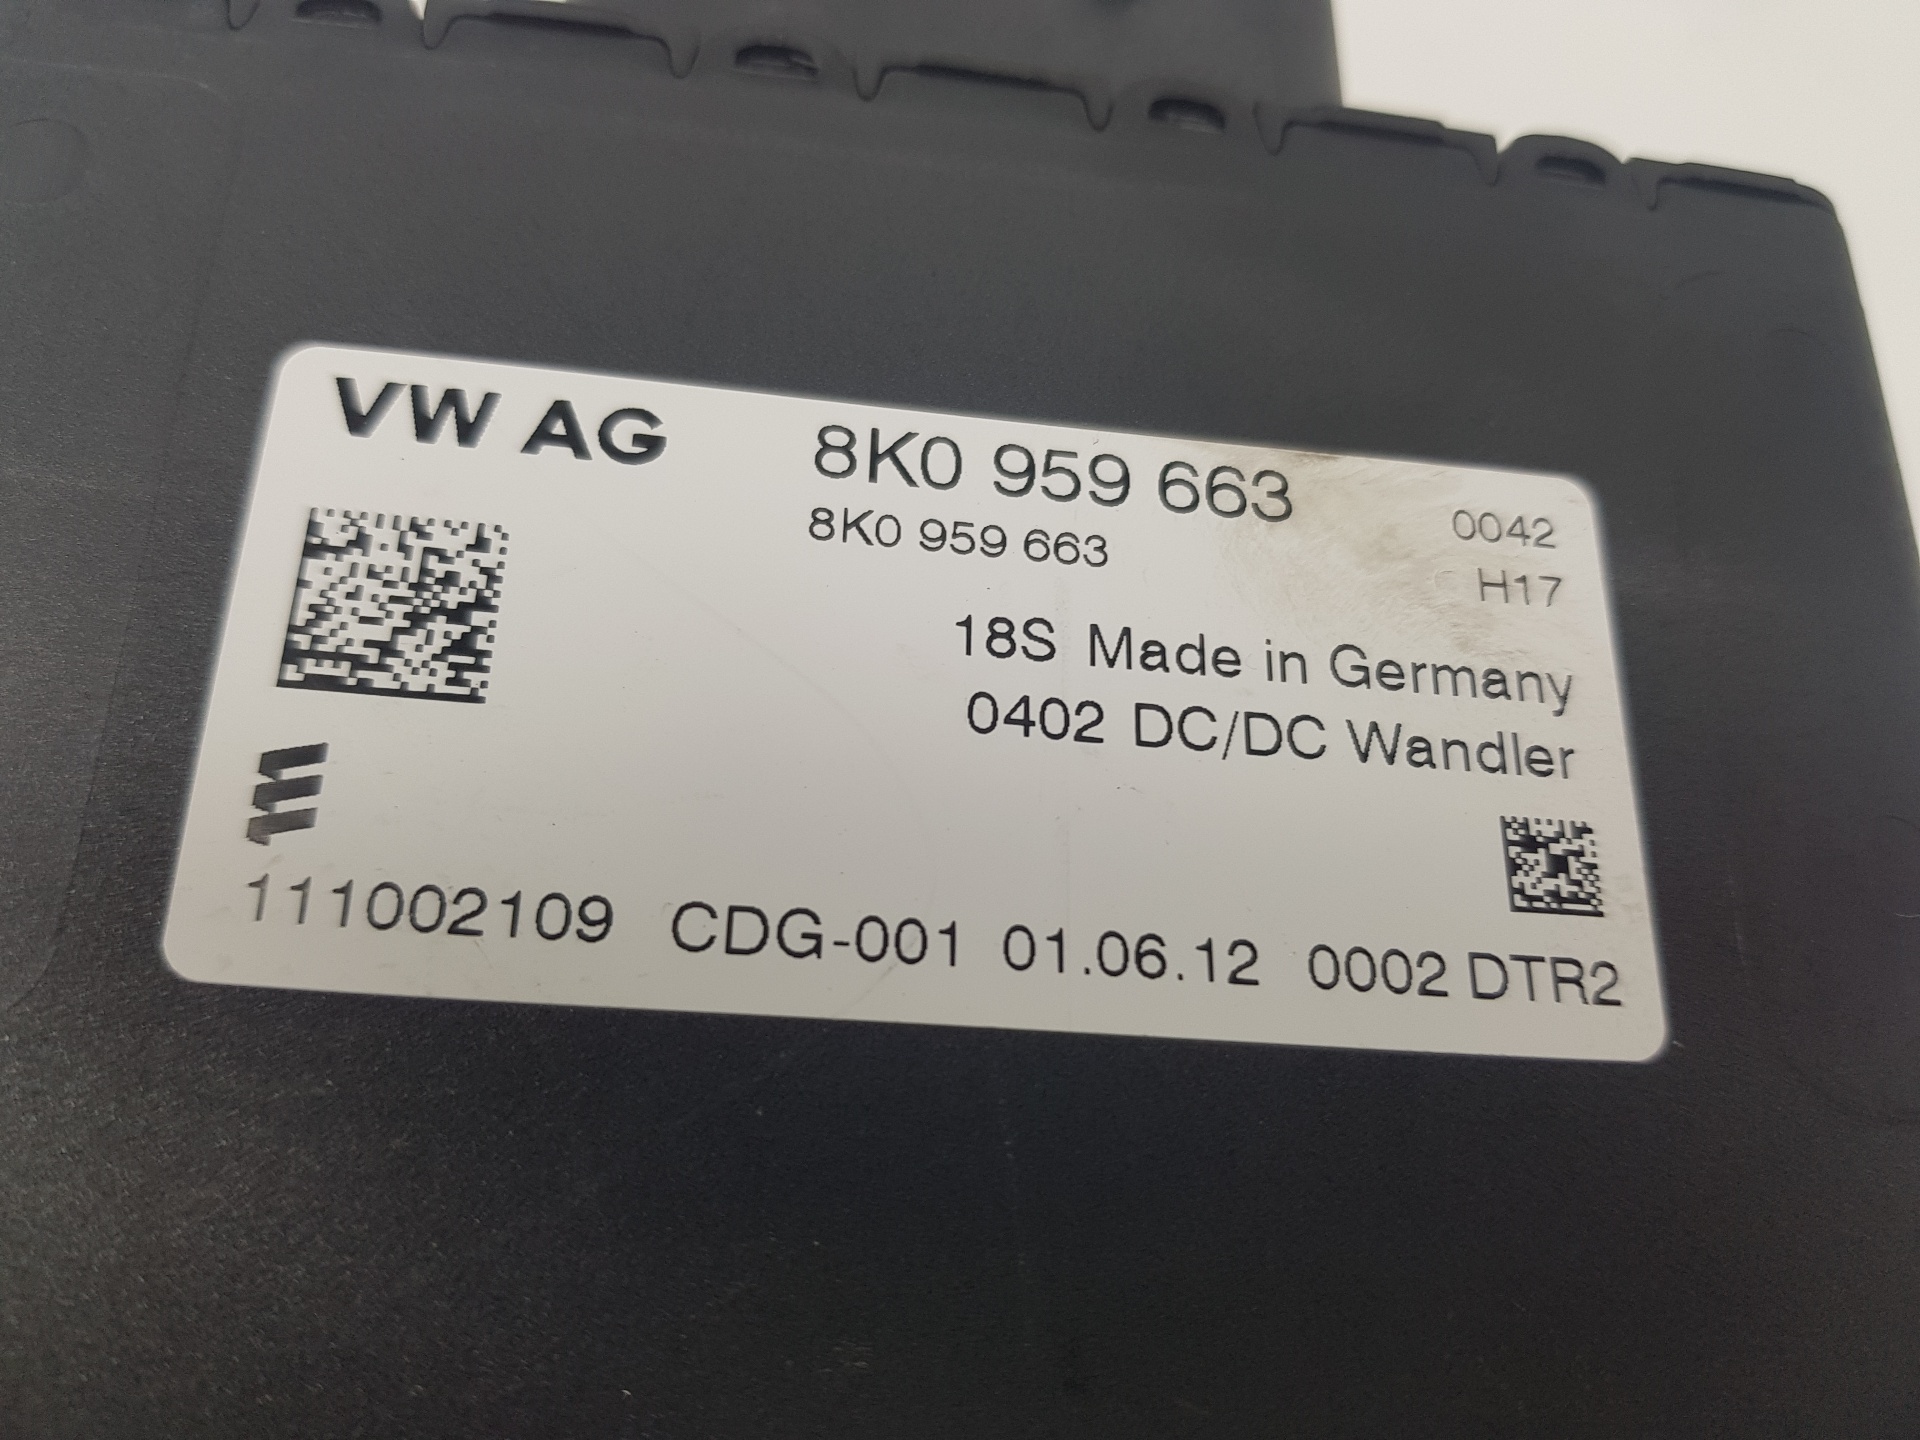 VW AG 8K0 959 663
8K0 959 663 0042
H17
18S Made in Germany
0402 DC/DC Wandler
111002109 CDG-001 01.06.12 0002 DTR2